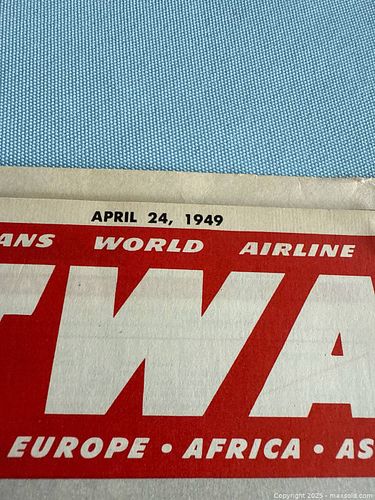 APRIL 24, 1949
ANS WORLD AIRLINE
TWA
EUROPE • AFRICA • AS
Copyright 2025 - maxsold.com